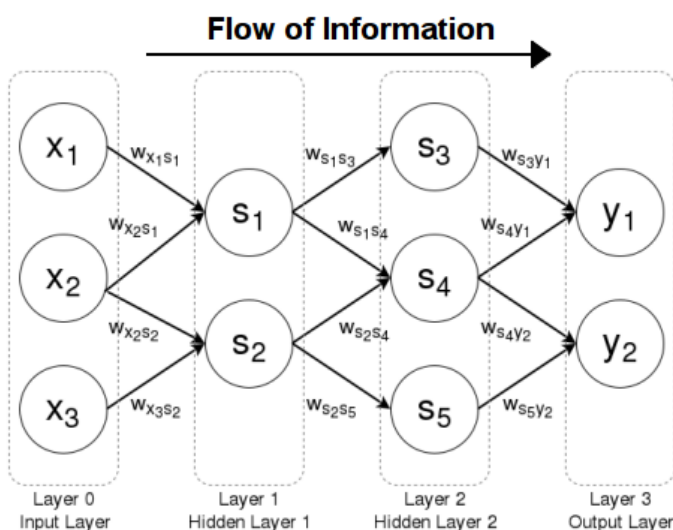 Flow of Information
x1
x2
x3
wx1s1
wx2s1
wx2s2
wx3s2
s1
s2
ws1s3
ws1s4
ws2s4
ws2s5
s3
s4
s5
ws3y1
ws4y1
ws4y2
ws5y2
y1
y2
Layer 0
Input Layer
Layer 1
Hidden Layer 1
Layer 2
Hidden Layer 2
Layer 3
Output Layer